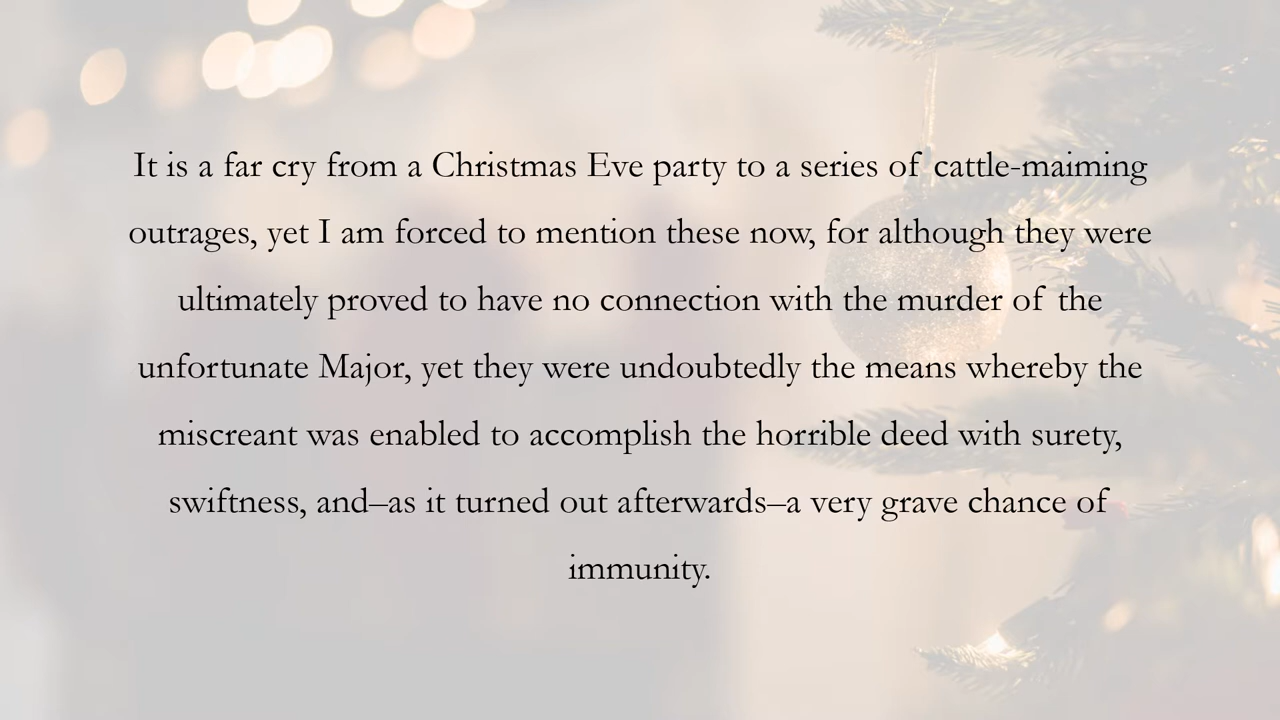 It is a far cry from a Christmas Eve party to a series of cattle-maiming
outrages, yet I am forced to mention these now, for although they were
ultimately proved to have no connection with the murder of the
unfortunate Major, yet they were undoubtedly the means whereby the
miscreant was enabled to accomplish the horrible deed with surety,
swiftness, and–as it turned out afterwards–a very grave chance of
immunity.